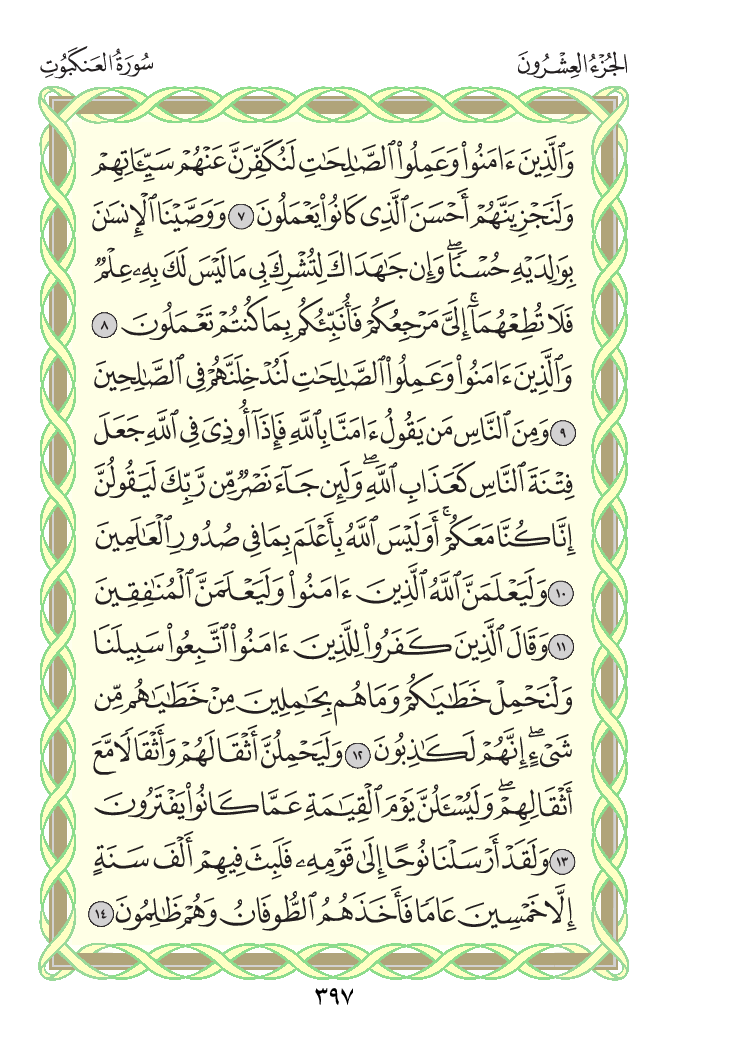 الجُزْءُ العِشْرُونَ
سُورَةُ العَنكَبُوتِ
وَٱلَّذِينَ ءَامَنُوا۟ وَعَمِلُوا۟ ٱلصَّـٰلِحَـٰتِ لَنُكَفِّرَنَّ عَنْهُمْ سَيِّـَٔاتِهِمْ
وَلَنَجْزِيَنَّهُمْ أَحْسَنَ ٱلَّذِى كَانُوا۟ يَعْمَلُونَ ٧ وَوَصَّيْنَا ٱلْإِنسَـٰنَ
بِوَٰلِدَيْهِ حُسْنًا ۖ وَإِن جَـٰهَدَاكَ لِتُشْرِكَ بِى مَا لَيْسَ لَكَ بِهِۦ عِلْمٌ
فَلَا تُطِعْهُمَآ ۚ إِلَىَّ مَرْجِعُكُمْ فَأُنَبِّئُكُم بِمَا كُنتُمْ تَعْمَلُونَ ٨
وَٱلَّذِينَ ءَامَنُوا۟ وَعَمِلُوا۟ ٱلصَّـٰلِحَـٰتِ لَنُدْخِلَنَّهُمْ فِى ٱلصَّـٰلِحِينَ
٩ وَمِنَ ٱلنَّاسِ مَن يَقُولُ ءَامَنَّا بِٱللَّهِ فَإِذَآ أُوذِىَ فِى ٱللَّهِ جَعَلَ
فِتْنَةَ ٱلنَّاسِ كَعَذَابِ ٱللَّهِ ۖ وَلَئِن جَآءَ نَصْرٌ مِّن رَّبِّكَ لَيَقُولُنَّ
إِنَّا كُنَّا مَعَكُمْ ۚ أَوَلَيْسَ ٱللَّهُ بِأَعْلَمَ بِمَا فِى صُدُورِ ٱلْعَـٰلَمِينَ
١٠ وَلَيَعْلَمَنَّ ٱللَّهُ ٱلَّذِينَ ءَامَنُوا۟ وَلَيَعْلَمَنَّ ٱلْمُنَـٰفِقِينَ
١١ وَقَالَ ٱلَّذِينَ كَفَرُوا۟ لِلَّذِينَ ءَامَنُوا۟ ٱتَّبِعُوا۟ سَبِيلَنَا
وَلْنَحْمِلْ خَطَـٰيَـٰكُمْ وَمَا هُم بِحَـٰمِلِينَ مِنْ خَطَـٰيَـٰهُم مِّن
شَىْءٍ ۖ إِنَّهُمْ لَكَـٰذِبُونَ ١٢ وَلَيَحْمِلُنَّ أَثْقَالَهُمْ وَأَثْقَالًا مَّعَ
أَثْقَالِهِمْ ۖ وَلَيُسْـَٔلُنَّ يَوْمَ ٱلْقِيَـٰمَةِ عَمَّا كَانُوا۟ يَفْتَرُونَ
١٣ وَلَقَدْ أَرْسَلْنَا نُوحًا إِلَىٰ قَوْمِهِۦ فَلَبِثَ فِيهِمْ أَلْفَ سَنَةٍ
إِلَّا خَمْسِينَ عَامًا فَأَخَذَهُمُ ٱلطُّوفَانُ وَهُمْ ظَـٰلِمُونَ ١٤
٣٩٧